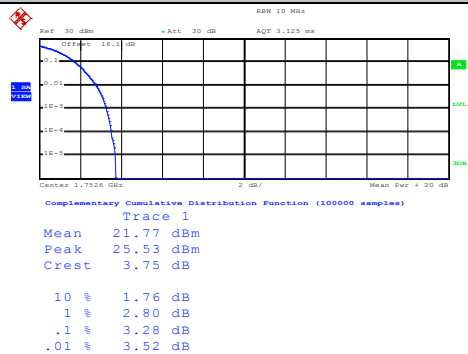 RBW 10 MHz
Ref 30 dBm Att 30 dB AQT 3.125 ms
Offset 16.1 dB
0.1
A
0.01
1 SA
VIEW
1E-3
LVL
1E-4
1E-5
3DB
Center 1.7526 GHz 2 dB/ Mean Pwr + 20 dB
Complementary Cumulative Distribution Function (100000 samples)
Trace 1
Mean 21.77 dBm
Peak 25.53 dBm
Crest 3.75 dB
10 % 1.76 dB
1 % 2.80 dB
.1 % 3.28 dB
.01 % 3.52 dB